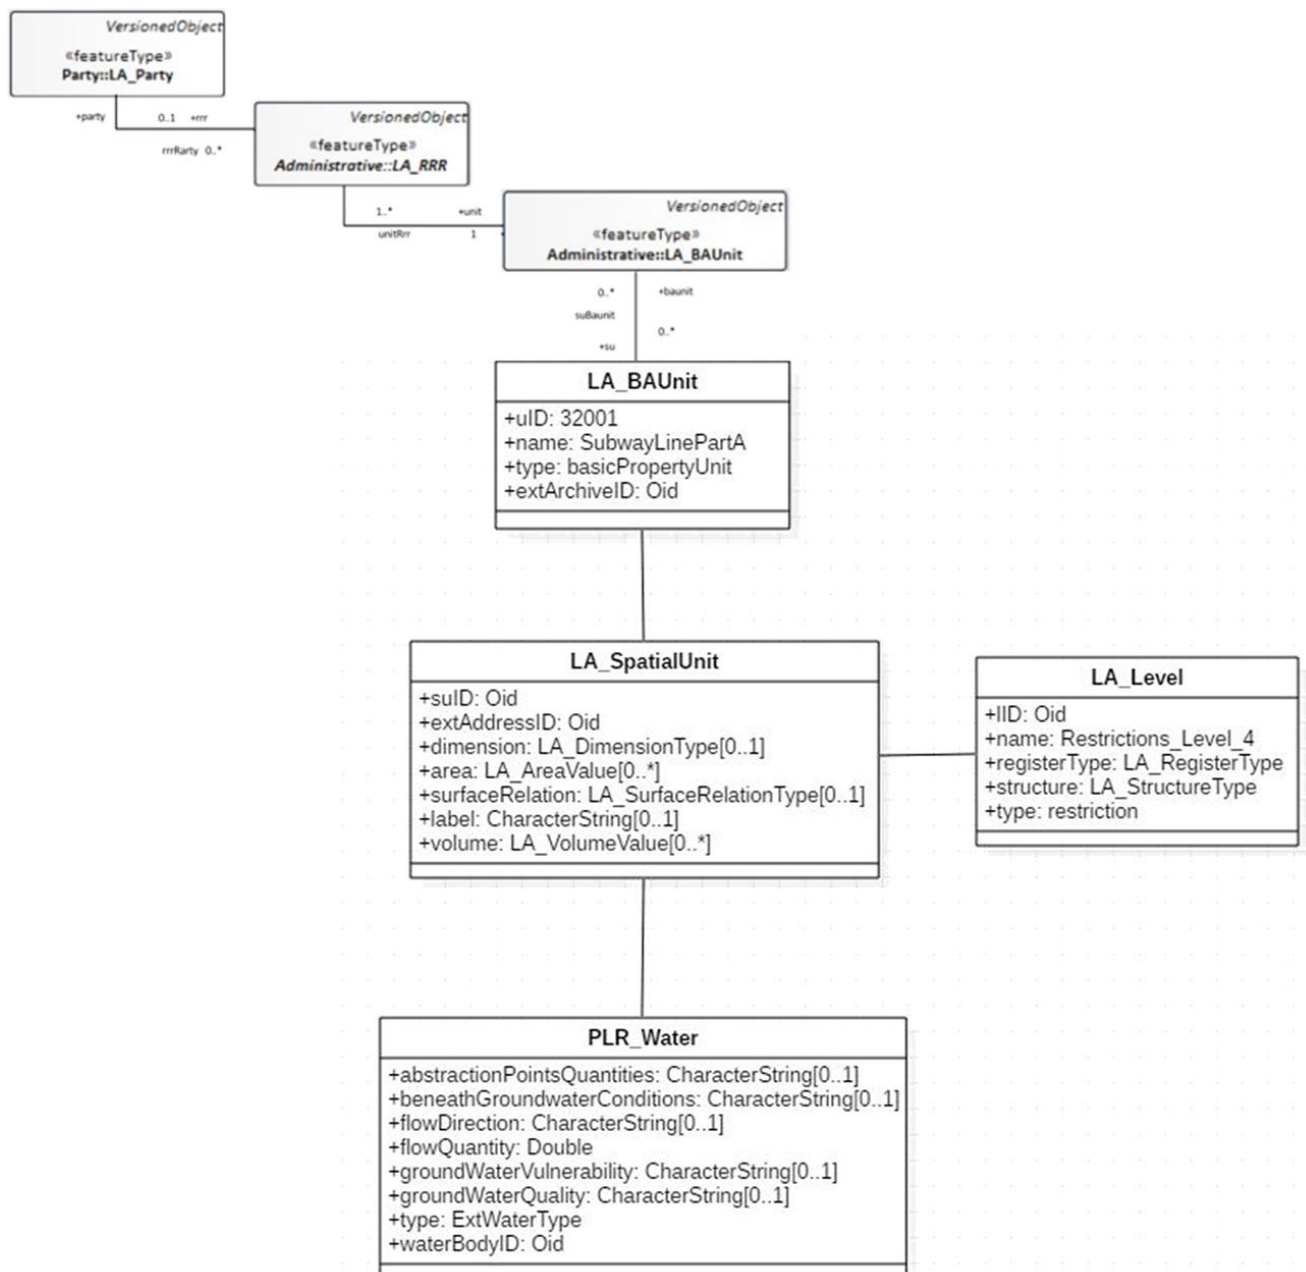 VersionedObject
«featureType»
Party::LA_Party
+party
0..1 +rrr
rrrRarty 0..*
VersionedObject
«featureType»
Administrative::LA_RRR
1..* +unit
unitRrr 1
VersionedObject
«featureType»
Administrative::LA_BAUnit
0..* +baunit
suBaunit
0..*
+su
LA_BAUnit
+uID: 32001
+name: SubwayLinePartA
+type: basicPropertyUnit
+extArchiveID: Oid
LA_SpatialUnit
+suID: Oid
+extAddressID: Oid
+dimension: LA_DimensionType[0..1]
+area: LA_AreaValue[0..*]
+surfaceRelation: LA_SurfaceRelationType[0..1]
+label: CharacterString[0..1]
+volume: LA_VolumeValue[0..*]
LA_Level
+lID: Oid
+name: Restrictions_Level_4
+registerType: LA_RegisterType
+structure: LA_StructureType
+type: restriction
PLR_Water
+abstractionPointsQuantities: CharacterString[0..1]
+beneathGroundwaterConditions: CharacterString[0..1]
+flowDirection: CharacterString[0..1]
+flowQuantity: Double
+groundWaterVulnerability: CharacterString[0..1]
+groundWaterQuality: CharacterString[0..1]
+type: ExtWaterType
+waterBodyID: Oid